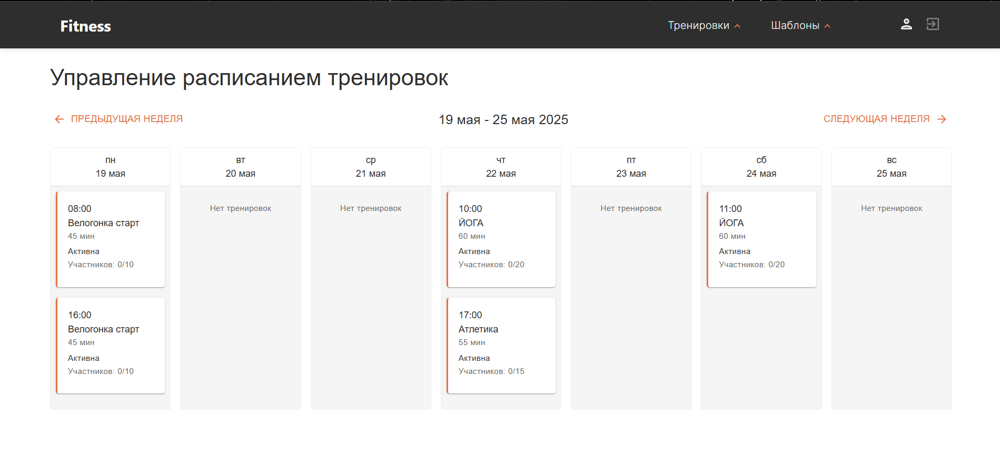 Fitness
Тренировки
Шаблоны
Управление расписанием тренировок
ПРЕДЫДУЩАЯ НЕДЕЛЯ
19 мая - 25 мая 2025
СЛЕДУЮЩАЯ НЕДЕЛЯ
пн
19 мая
08:00
Велогонка старт
45 мин
Активна
Участников: 0/10
16:00
Велогонка старт
45 мин
Активна
Участников: 0/10
вт
20 мая
Нет тренировок
ср
21 мая
Нет тренировок
чт
22 мая
10:00
ЙОГА
60 мин
Активна
Участников: 0/20
17:00
Атлетика
55 мин
Активна
Участников: 0/15
пт
23 мая
Нет тренировок
сб
24 мая
11:00
ЙОГА
60 мин
Активна
Участников: 0/20
вс
25 мая
Нет тренировок